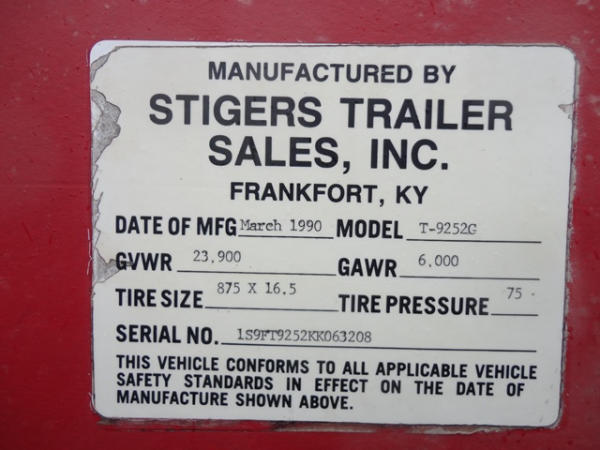 MANUFACTURED BY
STIGERS TRAILER
SALES, INC.
FRANKFORT, KY
DATE OF MFG March 1990 MODEL T-9252G
GVWR 23,900 GAWR 6,000
TIRE SIZE 875 X 16.5 TIRE PRESSURE 75
SERIAL NO. 1S9FT9252KK063208
THIS VEHICLE CONFORMS TO ALL APPLICABLE VEHICLE
SAFETY STANDARDS IN EFFECT ON THE DATE OF
MANUFACTURE SHOWN ABOVE.